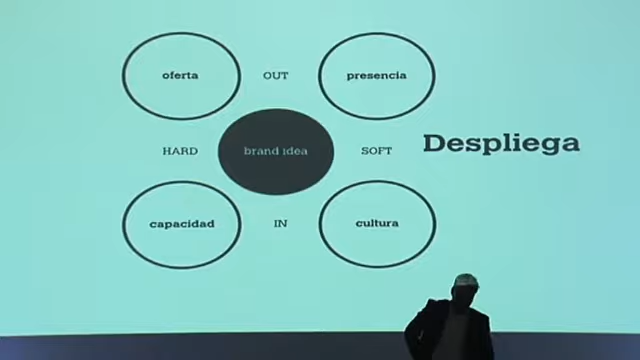 oferta OUT presencia
HARD brand idea SOFT
Despliega
capacidad IN cultura